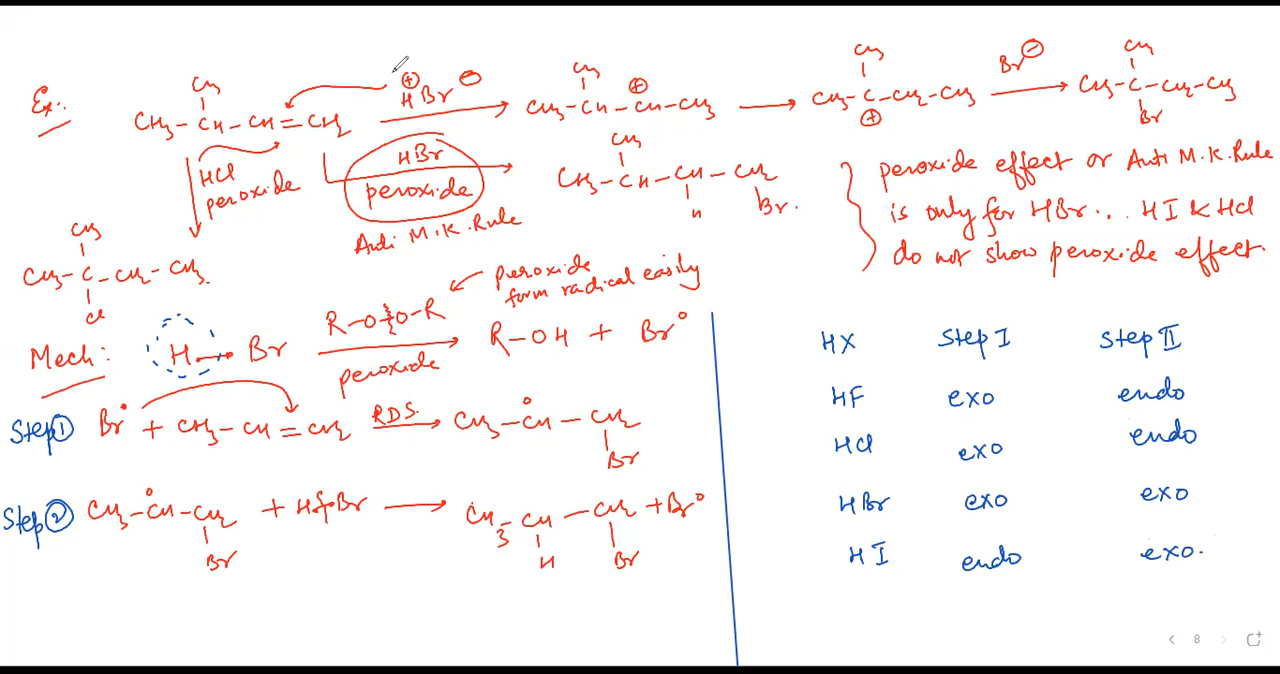 Ex:.
CH3
CH3-CH-CH=CH2
⊕ ⊖
HBr
CH3
CH3-CH-CH-CH3
⊕
CH3
CH3-C-CH2-CH3
⊕
Br⊖
CH3
CH3-C-CH2-CH3
Br
HCl
peroxide
HBr
peroxide
Anti M.K.Rule
CH3
CH3-CH-CH-CH2
H Br.
peroxide effect or Anti M.K.Rule
is only for HBr... HI & HCl
do not show peroxide effect.
CH3
CH3-C-CH2-CH3.
Cl
peroxide
form radical easily
Mech:
H-Br
R-O-O-R
peroxide
R-OH + Br°
Step① Br° + CH3-CH=CH2 RDS. CH3-CH-CH2
Br
Step② CH3-CH-CH2 + H-Br CH3-CH-CH2 + Br°
Br H Br
HX Step I Step II
HF exo endo
HCl exo endo
HBr exo exo
HI endo exo.
8